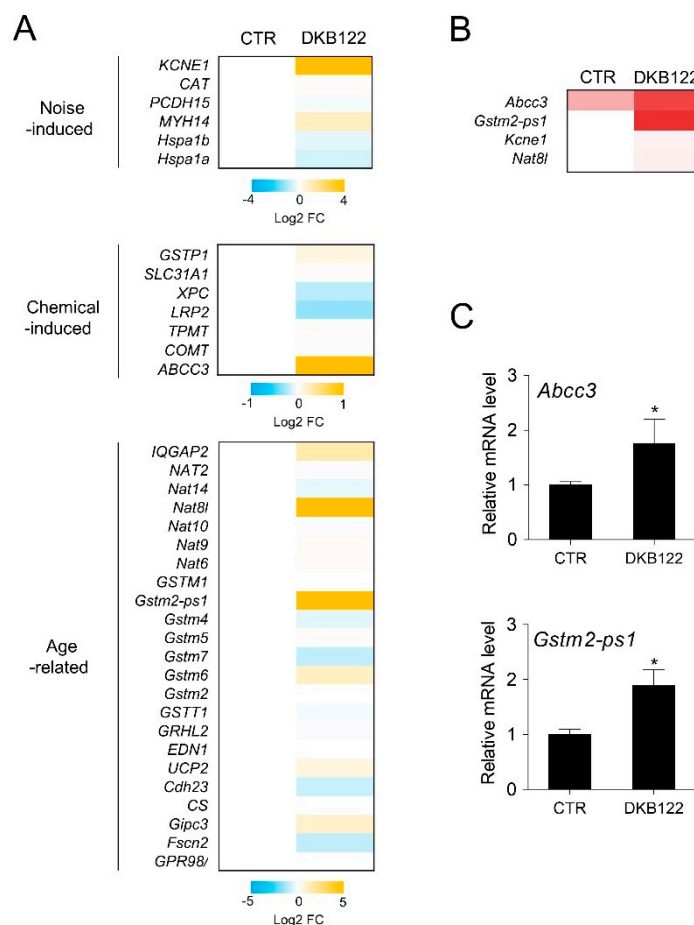 A
CTR DKB122
Noise
-induced
KCNE1
CAT
PCDH15
MYH14
Hspa1b
Hspa1a
-4 0 4
Log2 FC
Chemical
-induced
GSTP1
SLC31A1
XPC
LRP2
TPMT
COMT
ABCC3
-1 0 1
Log2 FC
Age
-related
IQGAP2
NAT2
Nat14
Nat8l
Nat10
Nat9
Nat6
GSTM1
Gstm2-ps1
Gstm4
Gstm5
Gstm7
Gstm6
Gstm2
GSTT1
GRHL2
EDN1
UCP2
Cdh23
CS
Gipc3
Fscn2
GPR98/
-5 0 5
Log2 FC
B
CTR DKB122
Abcc3
Gstm2-ps1
Kcne1
Nat8l
C
Relative mRNA level
3
2
1
0
Abcc3
*
CTR DKB122
Relative mRNA level
3
2
1
0
Gstm2-ps1
*
CTR DKB122